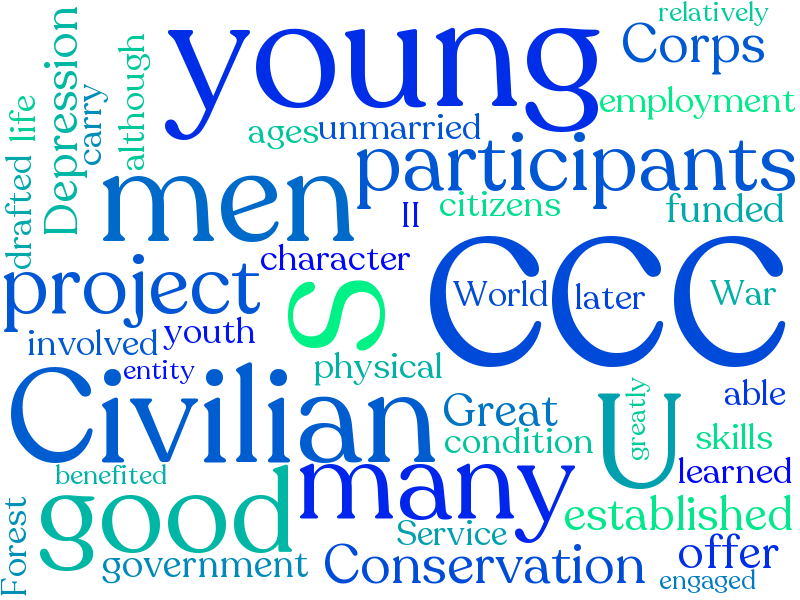 relatively
young
Corps
Depression
life
carry
although
employment
ages
unmarried
participants
drafted
men
II
citizens
funded
project
character
CCC
World
later
War
S
involved
youth
entity
physical
Civilian
Great
U
greatly
able
condition
skills
benefited
many
learned
good
established
Forest
Service
government
Conservation
offer
engaged